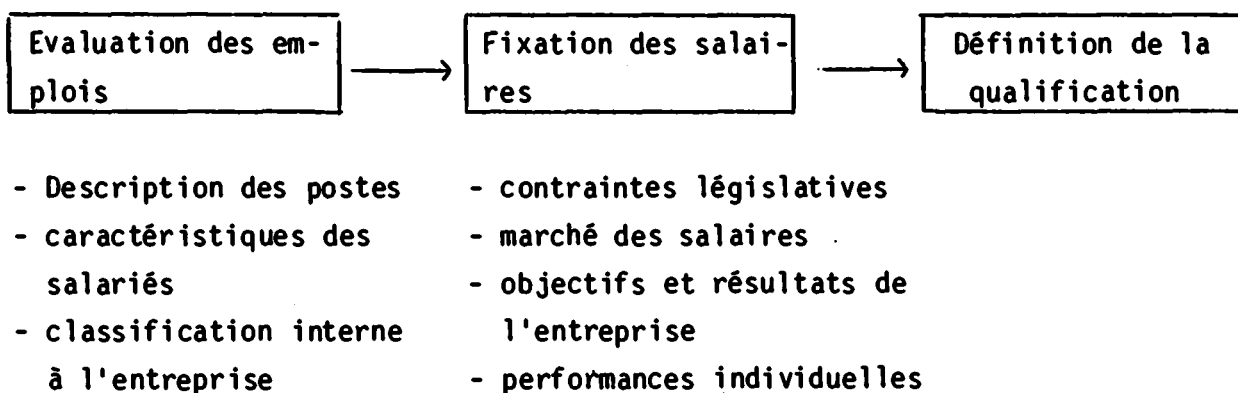 Evaluation des em-
plois
Fixation des salai-
res
Définition de la
qualification
- Description des postes
- caractéristiques des
salariés
- classification interne
à l'entreprise
- contraintes législatives
- marché des salaires
- objectifs et résultats de
l'entreprise
- performances individuelles